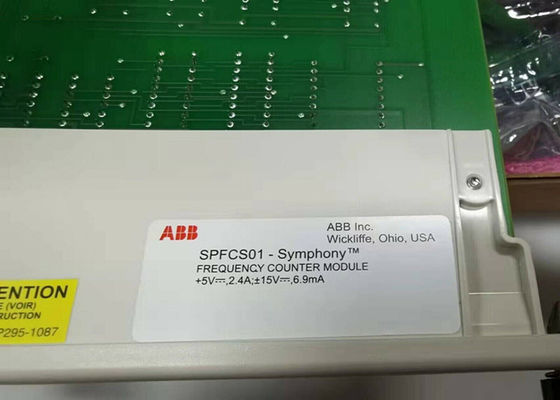 ABB
ABB Inc.
Wickliffe, Ohio, USA
SPFCS01 - Symphony™
FREQUENCY COUNTER MODULE
+5V⎓,2.4A;±15V⎓,6.9mA
ENTION
E (VOIR)
RUCTION
P295-1087